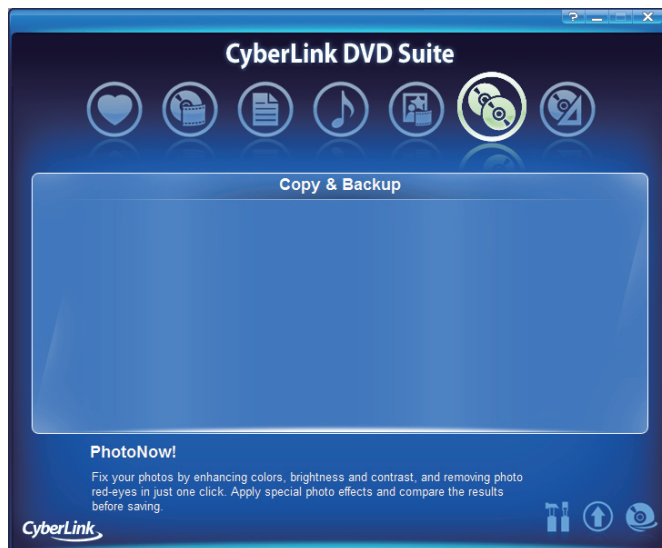 CyberLink DVD Suite
Copy & Backup
PhotoNow!
Fix your photos by enhancing colors, brightness and contrast, and removing photo
red-eyes in just one click. Apply special photo effects and compare the results
before saving.
CyberLink